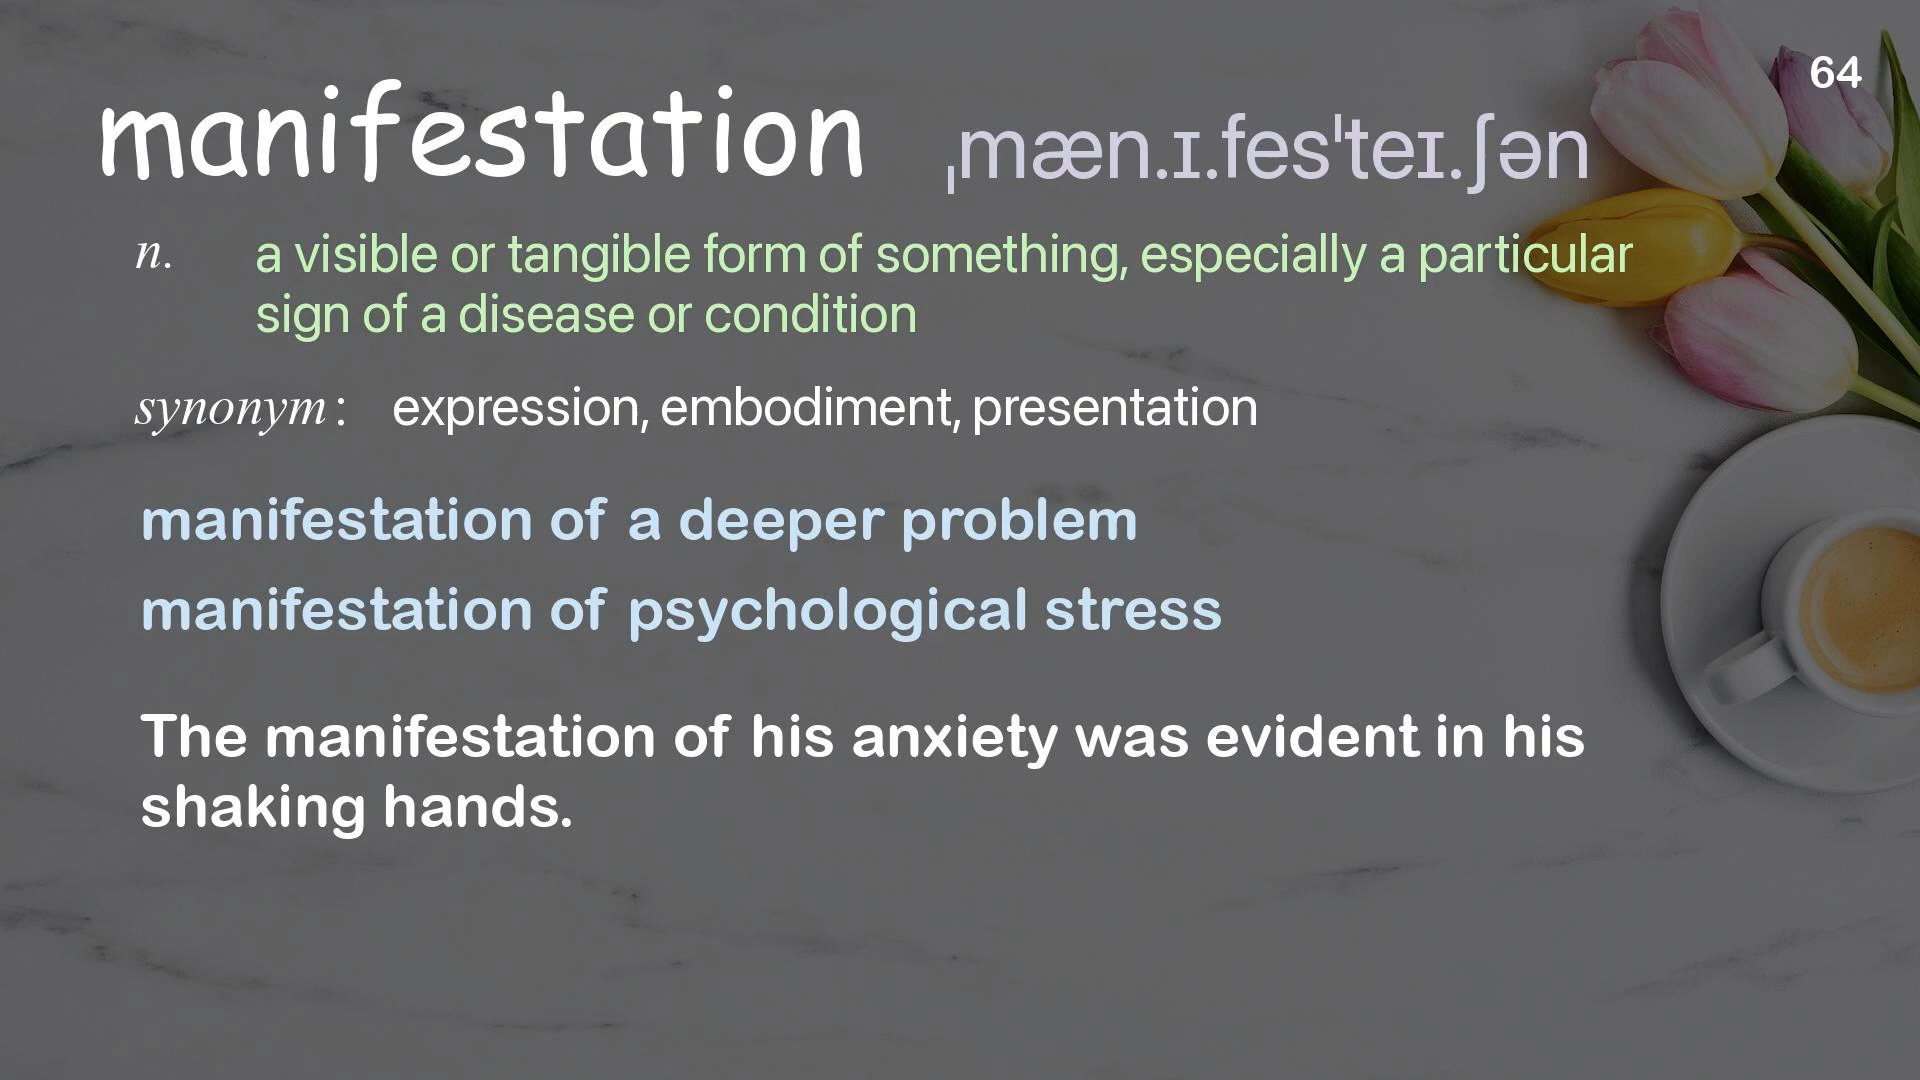 64
manifestation ˌmæn.ɪ.fesˈteɪ.ʃən
n. a visible or tangible form of something, especially a particular
sign of a disease or condition
synonym: expression, embodiment, presentation
manifestation of a deeper problem
manifestation of psychological stress
The manifestation of his anxiety was evident in his
shaking hands.